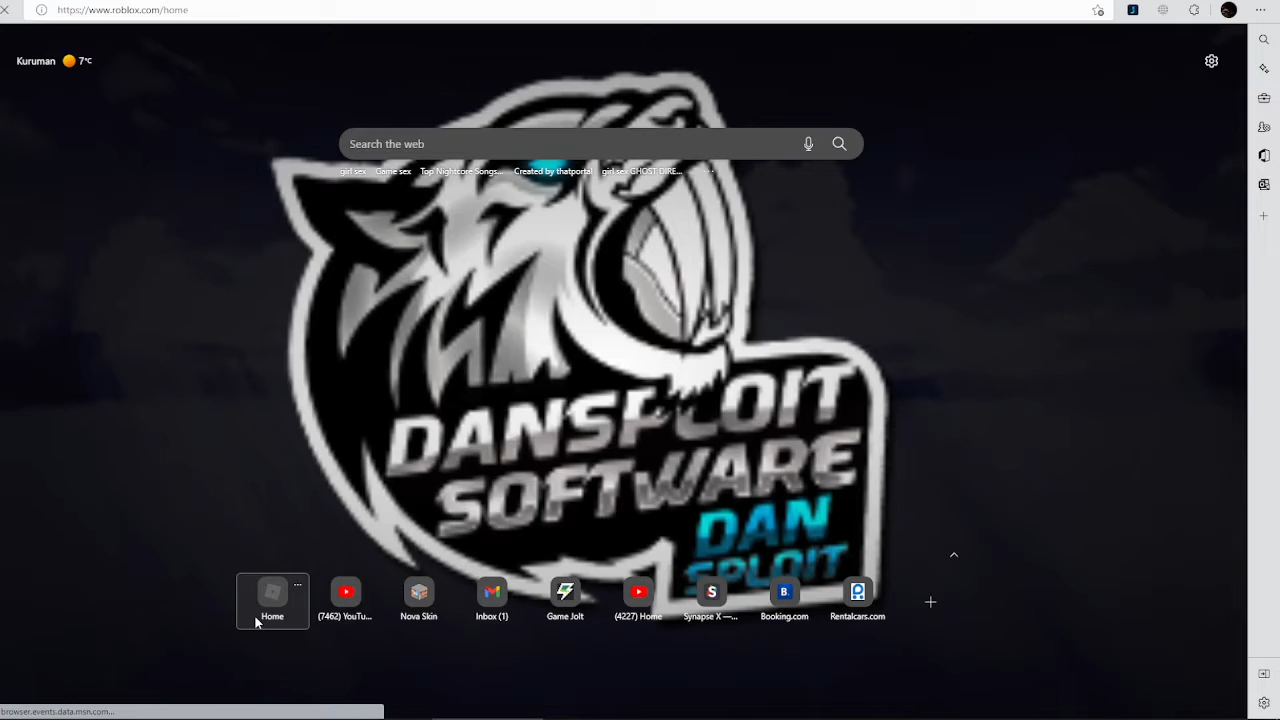 https://www.roblox.com/home
Kuruman 7°C
Search the web
girl sex Game sex Top Nightcore Songs... Created by thatportal girl sex GHOST DIRE...
DANSPLOIT
SOFTWARE
DAN
SPLOIT
Home (7462) YouTu... Nova Skin Inbox (1) Game Jolt (4227) Home Synapse X —... Booking.com Rentalcars.com
browser.events.data.msn.com...